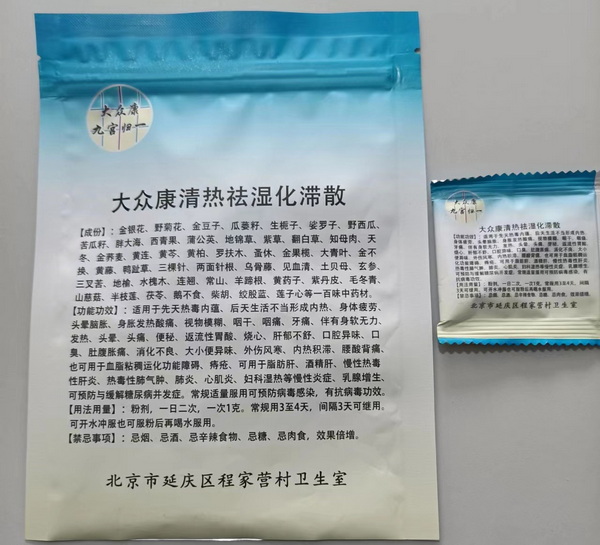 大众康
九宫归一
大众康清热祛湿化滞散
【成份】：金银花、野菊花、金豆子、瓜蒌籽、生栀子、娑罗子、野西瓜、
苦瓜籽、胖大海、西青果、蒲公英、地锦草、紫草、翻白草、知母肉、天
冬、金荞麦、黄连、黄芩、黄柏、罗扶木、蚤休、金果榄、大青叶、金不
换、黄藤、鸭跖草、三棵针、两面针根、乌骨藤、见血清、土贝母、玄参、
三叉苦、地榆、水槐木、连翘、常山、羊蹄根、黄药子、紫丹皮、毛冬青、
山慈菇、半枝莲、茯苓、鹅不食、柴胡、绞股蓝、莲子心等一百味中药材。
【功能功效】：适用于先天热毒内蕴、后天生活不当形成内热、身体疲劳、
头晕脑胀、身胀发热酸痛、视物模糊、咽干、咽痛、牙痛、伴有身软无力、
发热、头晕、头痛、便秘、返流性胃酸、烧心、肝郁不舒、口腔异味、口
臭、肚腹胀痛、消化不良、大小便异味、外伤风寒、内热积滞、腰酸背痛、
也可用于血脂粘稠运化功能障碍、痔疮、可用于脂肪肝、酒精肝、慢性热毒
性肝炎、热毒性肺气肿、肺炎、心肌炎、妇科湿热等慢性炎症、乳腺增生、
可预防与缓解糖尿病并发症。常规适量服用可预防病毒感染，有抗病毒功效。
【用法用量】：粉剂，一日二次，一次1克。常规用3至4天，间隔3天可继用。
可开水冲服也可服粉后再喝水服用。
【禁忌事项】：忌烟、忌酒、忌辛辣食物、忌糖、忌肉食，效果倍增。
北京市延庆区程家营村卫生室
大众康
九宫归一
大众康清热祛湿化滞散
北京市延庆区程家营村卫生室